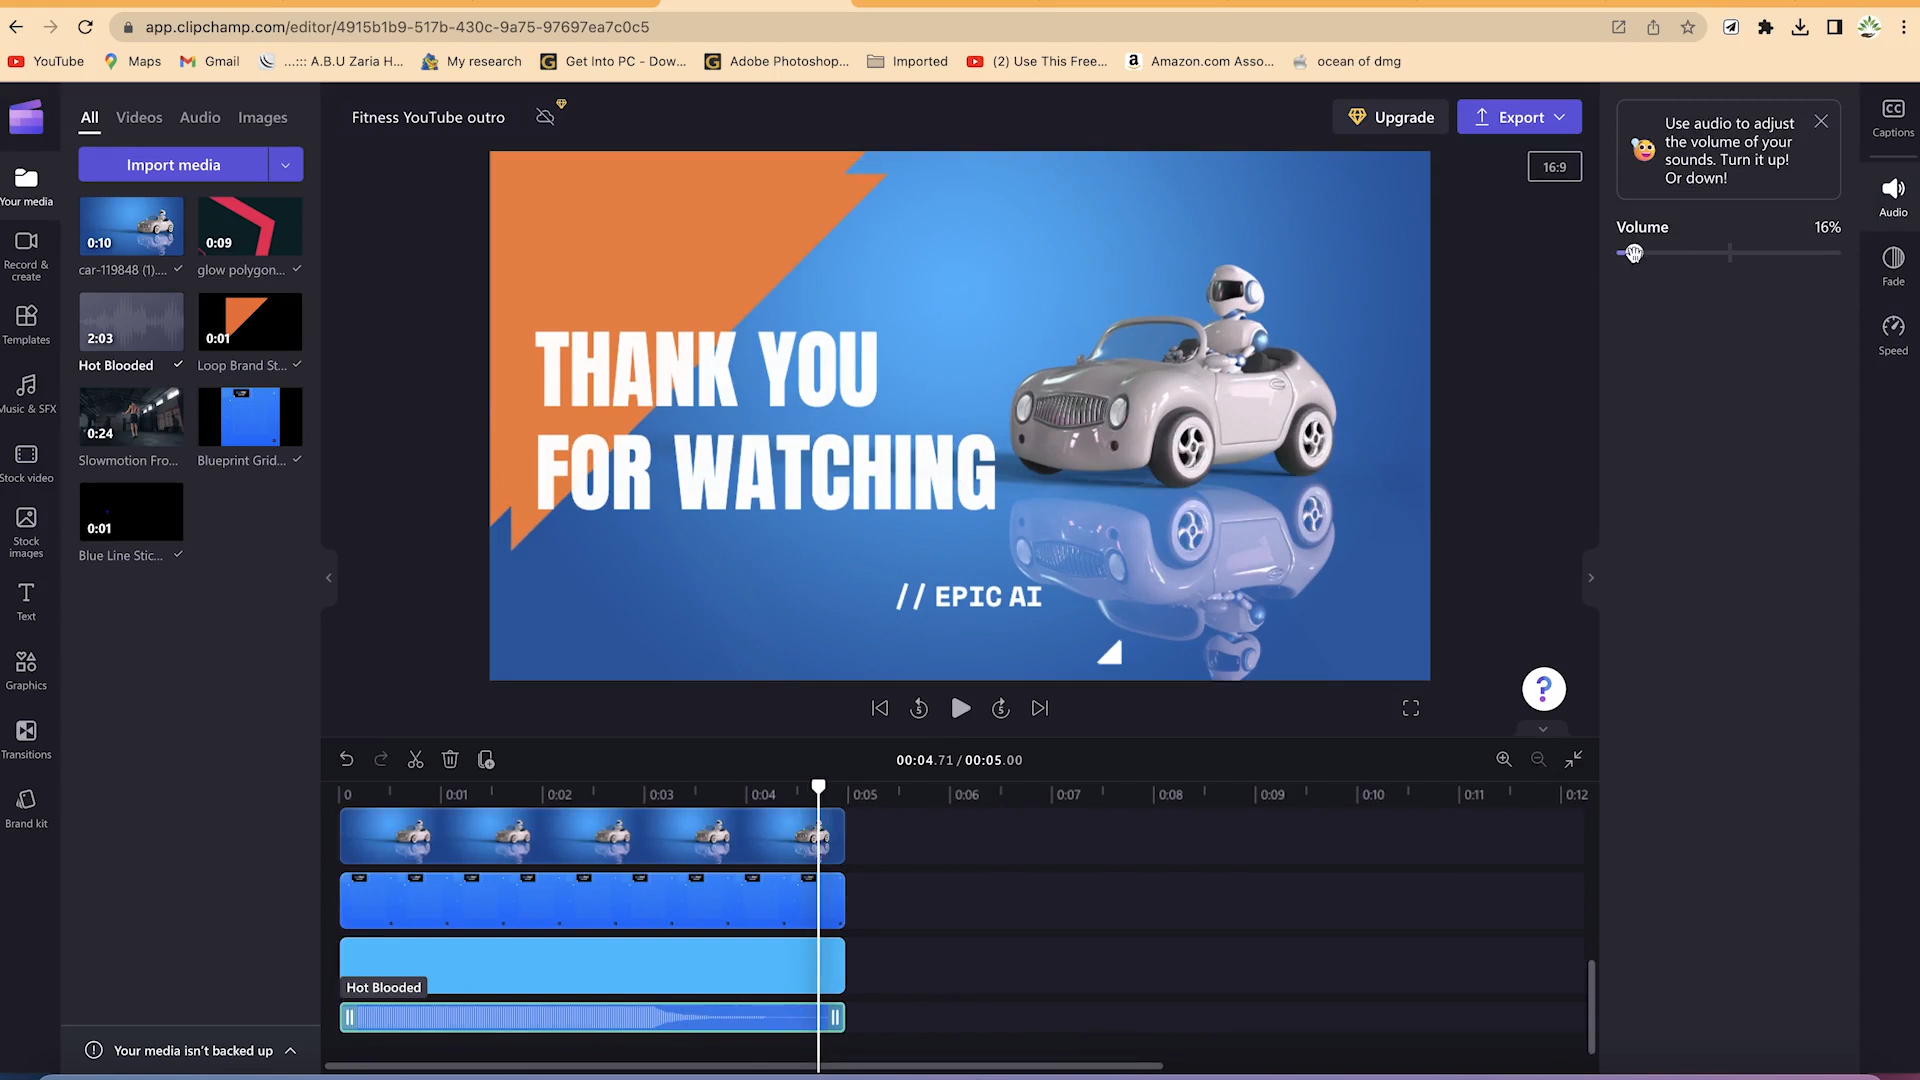 app.clipchamp.com/editor/4915b1b9-517b-430c-9a75-97697ea7c0c5
YouTube
Maps
Gmail
...::: A.B.U Zaria H...
My research
Get Into PC - Dow...
Adobe Photoshop...
Imported
(2) Use This Free...
Amazon.com Asso...
ocean of dmg
All
Videos
Audio
Images
Fitness YouTube outro
Upgrade
Export
Import media
Your media
Record &
create
Templates
Music & SFX
Stock video
Stock
images
Text
Graphics
Transitions
Brand kit
0:10
car-119848 (1)....
0:09
glow polygon...
2:03
Hot Blooded
0:01
Loop Brand St...
0:24
Slowmotion Fro...
Blueprint Grid...
0:01
Blue Line Stic...
Your media isn't backed up
THANK YOU
FOR WATCHING
// EPIC AI
16:9
Use audio to adjust
the volume of your
sounds. Turn it up!
Or down!
Volume
16%
CC
Captions
Audio
Fade
Speed
5
5
?
00:04.71 / 00:05.00
0
0:01
0:02
0:03
0:04
0:05
0:06
0:07
0:08
0:09
0:10
0:11
0:12
Hot Blooded